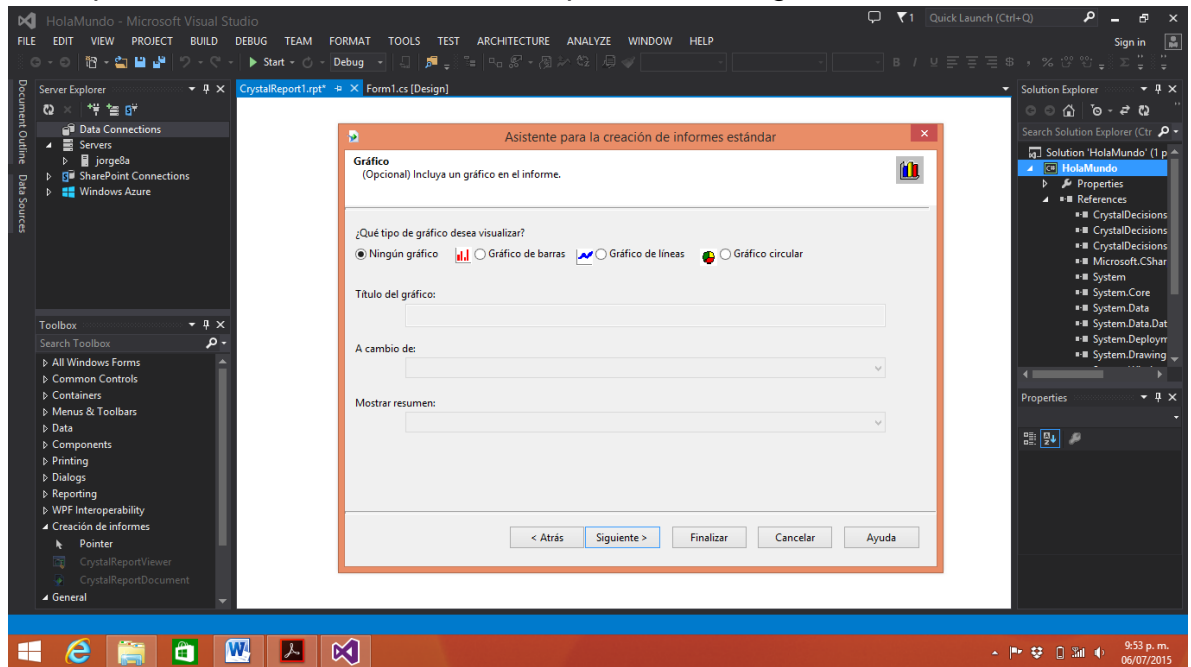 HolaMundo - Microsoft Visual Studio
1
Quick Launch (Ctrl+Q)
FILE EDIT VIEW PROJECT BUILD DEBUG TEAM FORMAT TOOLS TEST ARCHITECTURE ANALYZE WINDOW HELP
Sign in
Start Debug
Document Outline
Data Sources
Server Explorer
Data Connections
Servers
jorge8a
SharePoint Connections
Windows Azure
Toolbox
Search Toolbox
All Windows Forms
Common Controls
Containers
Menus & Toolbars
Data
Components
Printing
Dialogs
Reporting
WPF Interoperability
Creación de informes
Pointer
CrystalReportViewer
CrystalReportDocument
General
CrystalReport1.rpt* Form1.cs [Design]
Asistente para la creación de informes estándar
Gráfico
(Opcional) Incluya un gráfico en el informe.
¿Qué tipo de gráfico desea visualizar?
Ningún gráfico Gráfico de barras Gráfico de líneas Gráfico circular
Título del gráfico:
A cambio de:
Mostrar resumen:
< Atrás Siguiente > Finalizar Cancelar Ayuda
Solution Explorer
Search Solution Explorer (Ctr
Solution 'HolaMundo' (1 p
HolaMundo
Properties
References
CrystalDecisions
CrystalDecisions
CrystalDecisions
Microsoft.CShar
System
System.Core
System.Data
System.Data.Dat
System.Deploym
System.Drawing
Properties
9:53 p. m.
06/07/2015